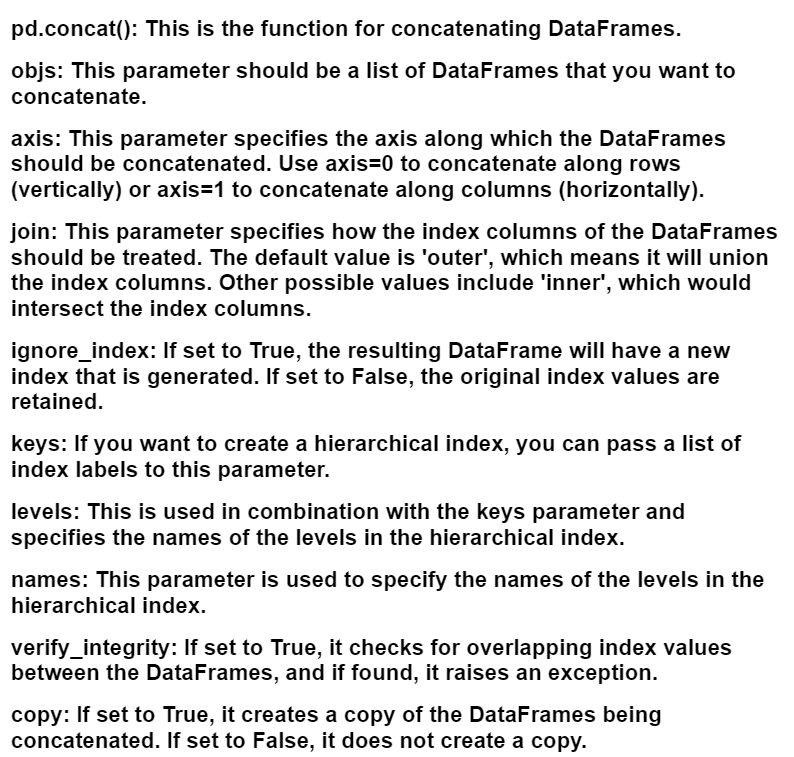 pd.concat(): This is the function for concatenating DataFrames.
objs: This parameter should be a list of DataFrames that you want to
concatenate.
axis: This parameter specifies the axis along which the DataFrames
should be concatenated. Use axis=0 to concatenate along rows
(vertically) or axis=1 to concatenate along columns (horizontally).
join: This parameter specifies how the index columns of the DataFrames
should be treated. The default value is 'outer', which means it will union
the index columns. Other possible values include 'inner', which would
intersect the index columns.
ignore_index: If set to True, the resulting DataFrame will have a new
index that is generated. If set to False, the original index values are
retained.
keys: If you want to create a hierarchical index, you can pass a list of
index labels to this parameter.
levels: This is used in combination with the keys parameter and
specifies the names of the levels in the hierarchical index.
names: This parameter is used to specify the names of the levels in the
hierarchical index.
verify_integrity: If set to True, it checks for overlapping index values
between the DataFrames, and if found, it raises an exception.
copy: If set to True, it creates a copy of the DataFrames being
concatenated. If set to False, it does not create a copy.